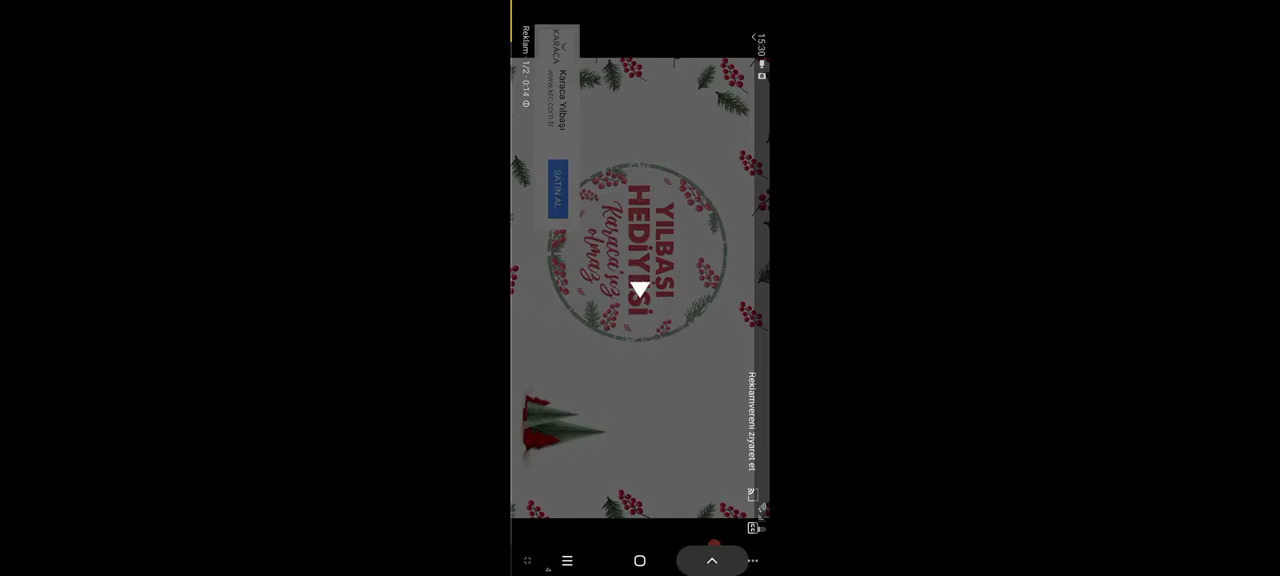 15:30
Reklamvereni ziyaret et
YILBAŞI
HEDİYESİ
Karaca'sız
olmaz
KARACA
Karaca Yılbaşı
www.krc.com.tr
SATIN AL
Reklam · 1/2 · 0:14